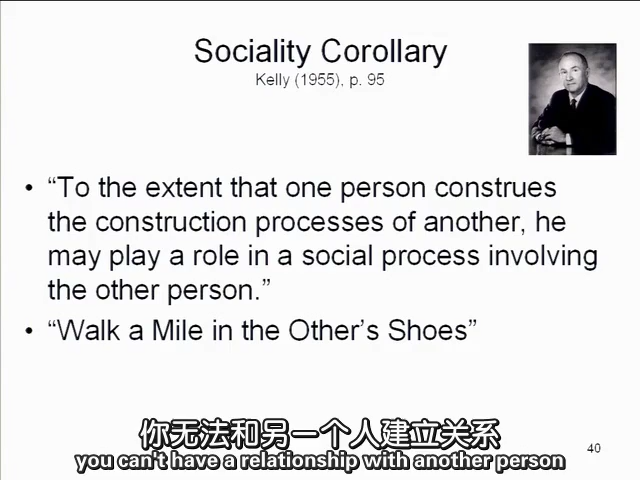 Sociality Corollary
Kelly (1955), p. 95
• “To the extent that one person construes
the construction processes of another, he
may play a role in a social process involving
the other person.”
• “Walk a Mile in the Other’s Shoes”
你无法和另一个人建立关系
you can't have a relationship with another person
40